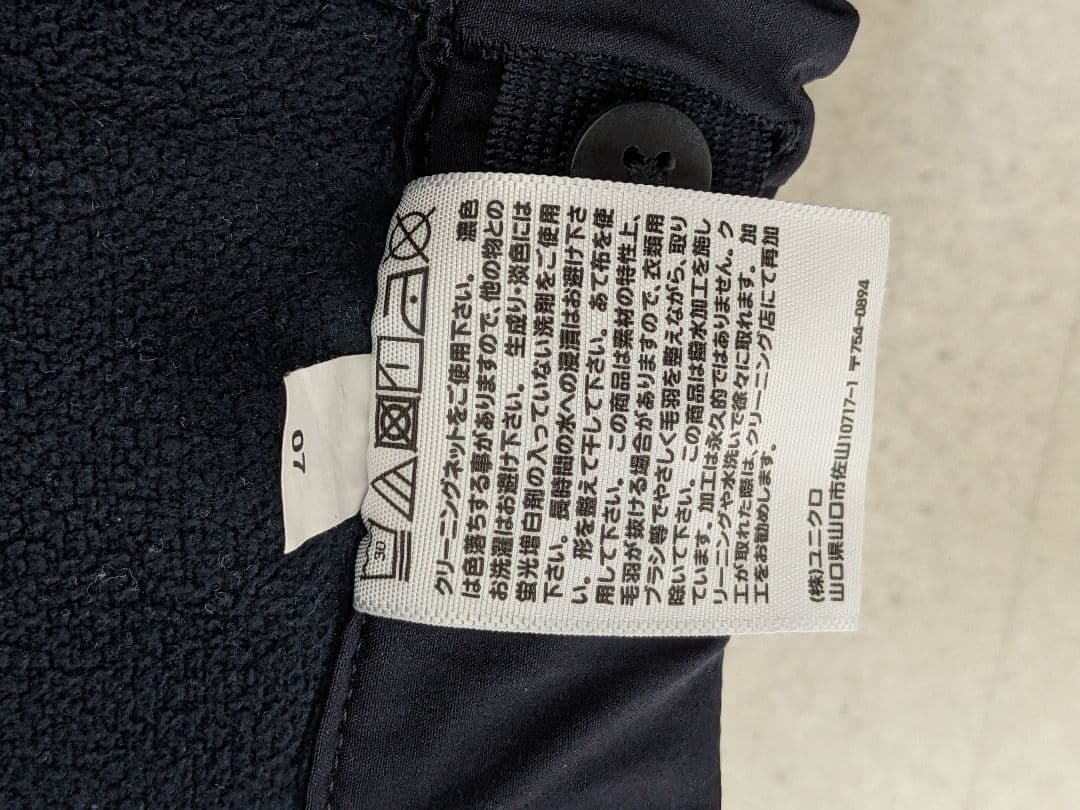 30
クリーニングネットをご使用下さい。 濃色
は色落ちする事がありますので、他の物との
お洗濯はお避け下さい。 生成り・淡色には
蛍光増白剤の入っていない洗剤をご使用
下さい。 長時間の水への浸漬はお避け下さ
い。 形を整えて干して下さい。 あて布を使
用して下さい。 この商品は素材の特性上、
毛羽が抜ける場合がありますので、衣類用
ブラシ等でやさしく毛羽を整えながら、取り
除いて下さい。 この商品は撥水加工を施し
ています。 加工は永久的ではありません。 ク
リーニングや水洗いで徐々に取れます。 加
工が取れた際は、クリーニング店にて再加
工をお勧めします。
(株)ユニクロ
山口県山口市佐山10717-1 〒754-0894
07